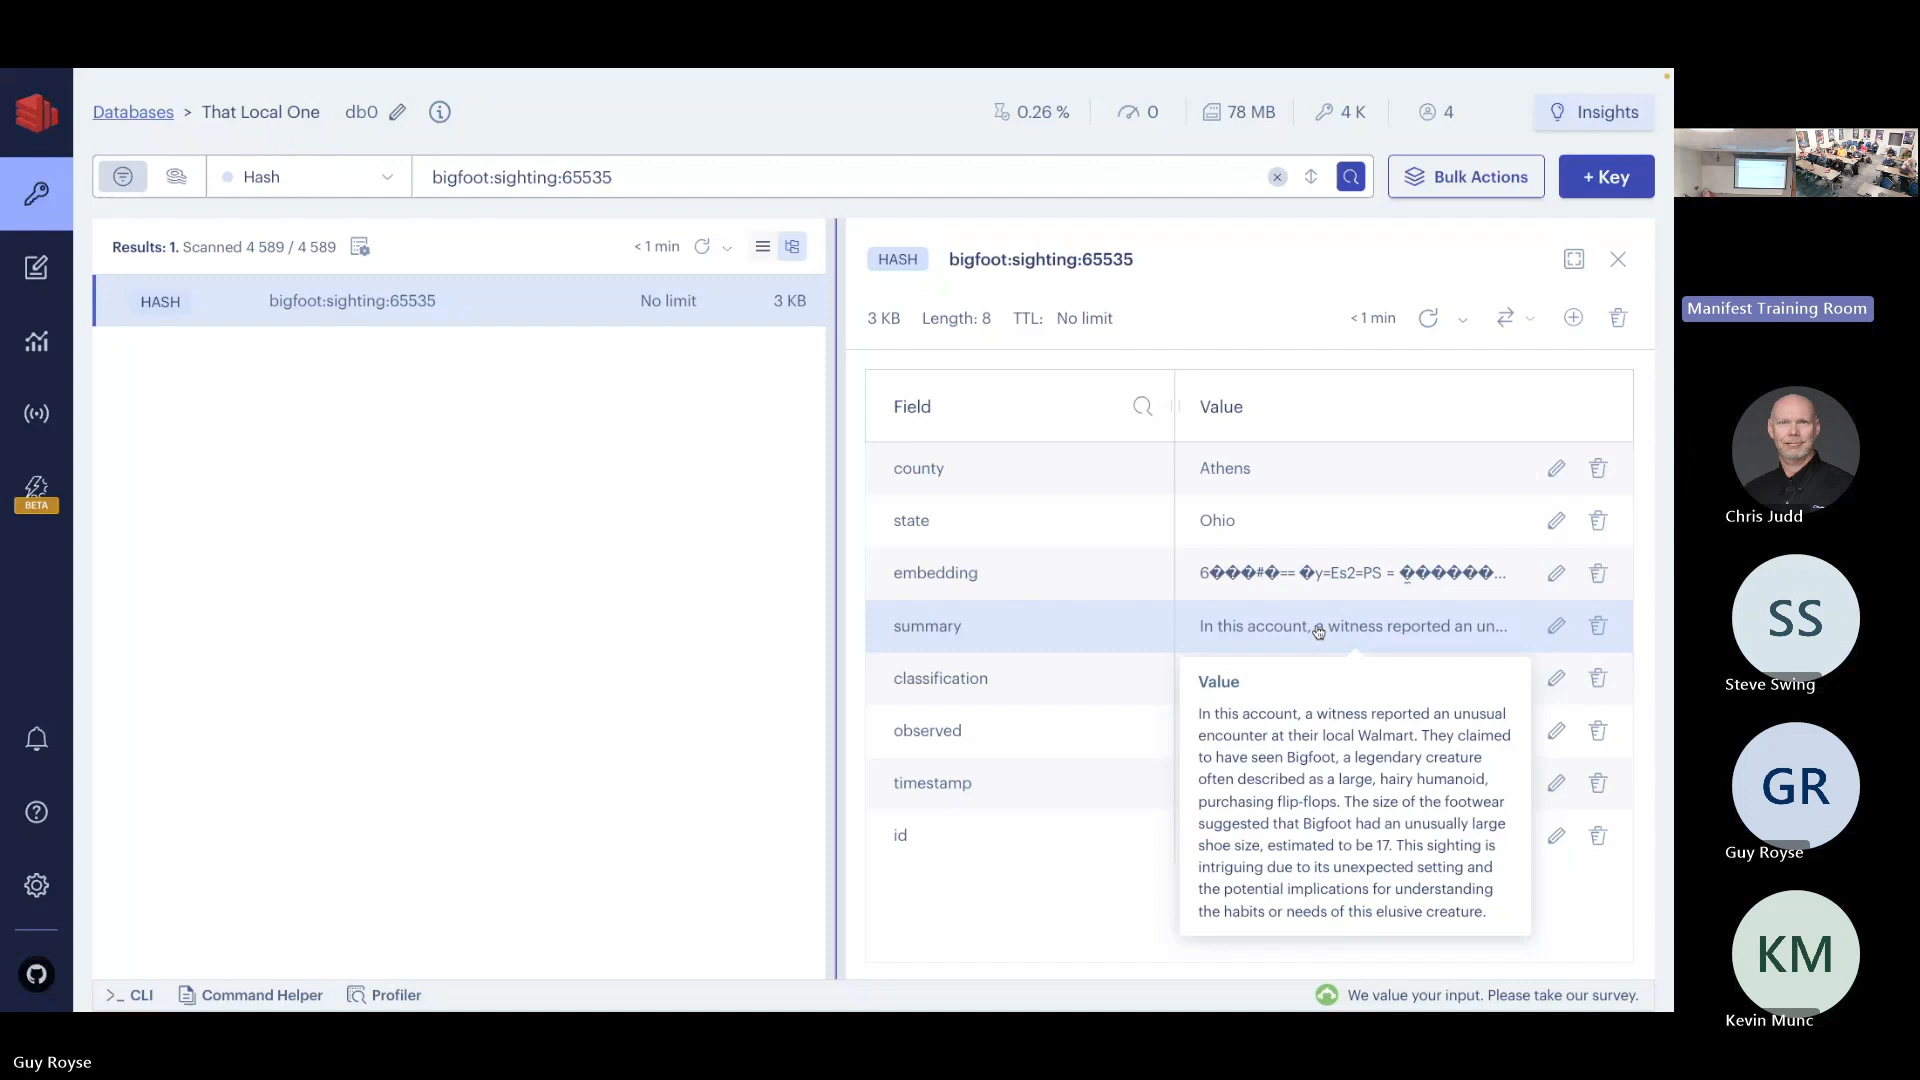 Databases > That Local One db0
0.26 % 0 78 MB 4 K 4
Insights
Hash
bigfoot:sighting:65535
Bulk Actions
+ Key
Results: 1. Scanned 4 589 / 4 589
< 1 min
HASH bigfoot:sighting:65535 No limit 3 KB
HASH bigfoot:sighting:65535
3 KB Length: 8 TTL: No limit
< 1 min
Field Value
county Athens
state Ohio
embedding 6���#�== �y=Es2=PS = �������...
summary In this account, a witness reported an un...
classification
observed
timestamp
id
Value
In this account, a witness reported an unusual
encounter at their local Walmart. They claimed
to have seen Bigfoot, a legendary creature
often described as a large, hairy humanoid,
purchasing flip-flops. The size of the footwear
suggested that Bigfoot had an unusually large
shoe size, estimated to be 17. This sighting is
intriguing due to its unexpected setting and
the potential implications for understanding
the habits or needs of this elusive creature.
BETA
>_ CLI
Command Helper
Profiler
We value your input. Please take our survey.
Manifest Training Room
Chris Judd
SS
Steve Swing
GR
Guy Royse
KM
Kevin Munc
Guy Royse